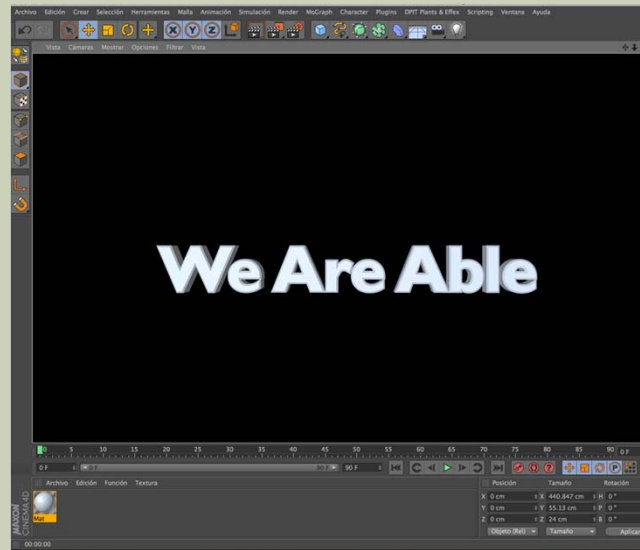 Archivo Edición Crear Selección Herramientas Malla Animación Simulación Render MoGraph Character Plugins DPIT Plants & Effex Scripting Ventana Ayuda
X Y Z
Vista Cámeras Mostrar Opciones Filtrar Vista
We Are Able
0 5 10 15 20 25 30 35 40 45 50 55 60 65 70 75 80 85 90 0 F
0 F 0 F 90 F 90 F P
Archivo Edición Función Textura
Posición Tamaño Rotación
X 0 cm X 440.847 cm H 0 °
Y 0 cm Y 55.13 cm P 0 °
Z 0 cm Z 24 cm B 0 °
Mat
Objeto (Rel) Tamaño Aplicar
MAXON
CINEMA 4D
00:00:00